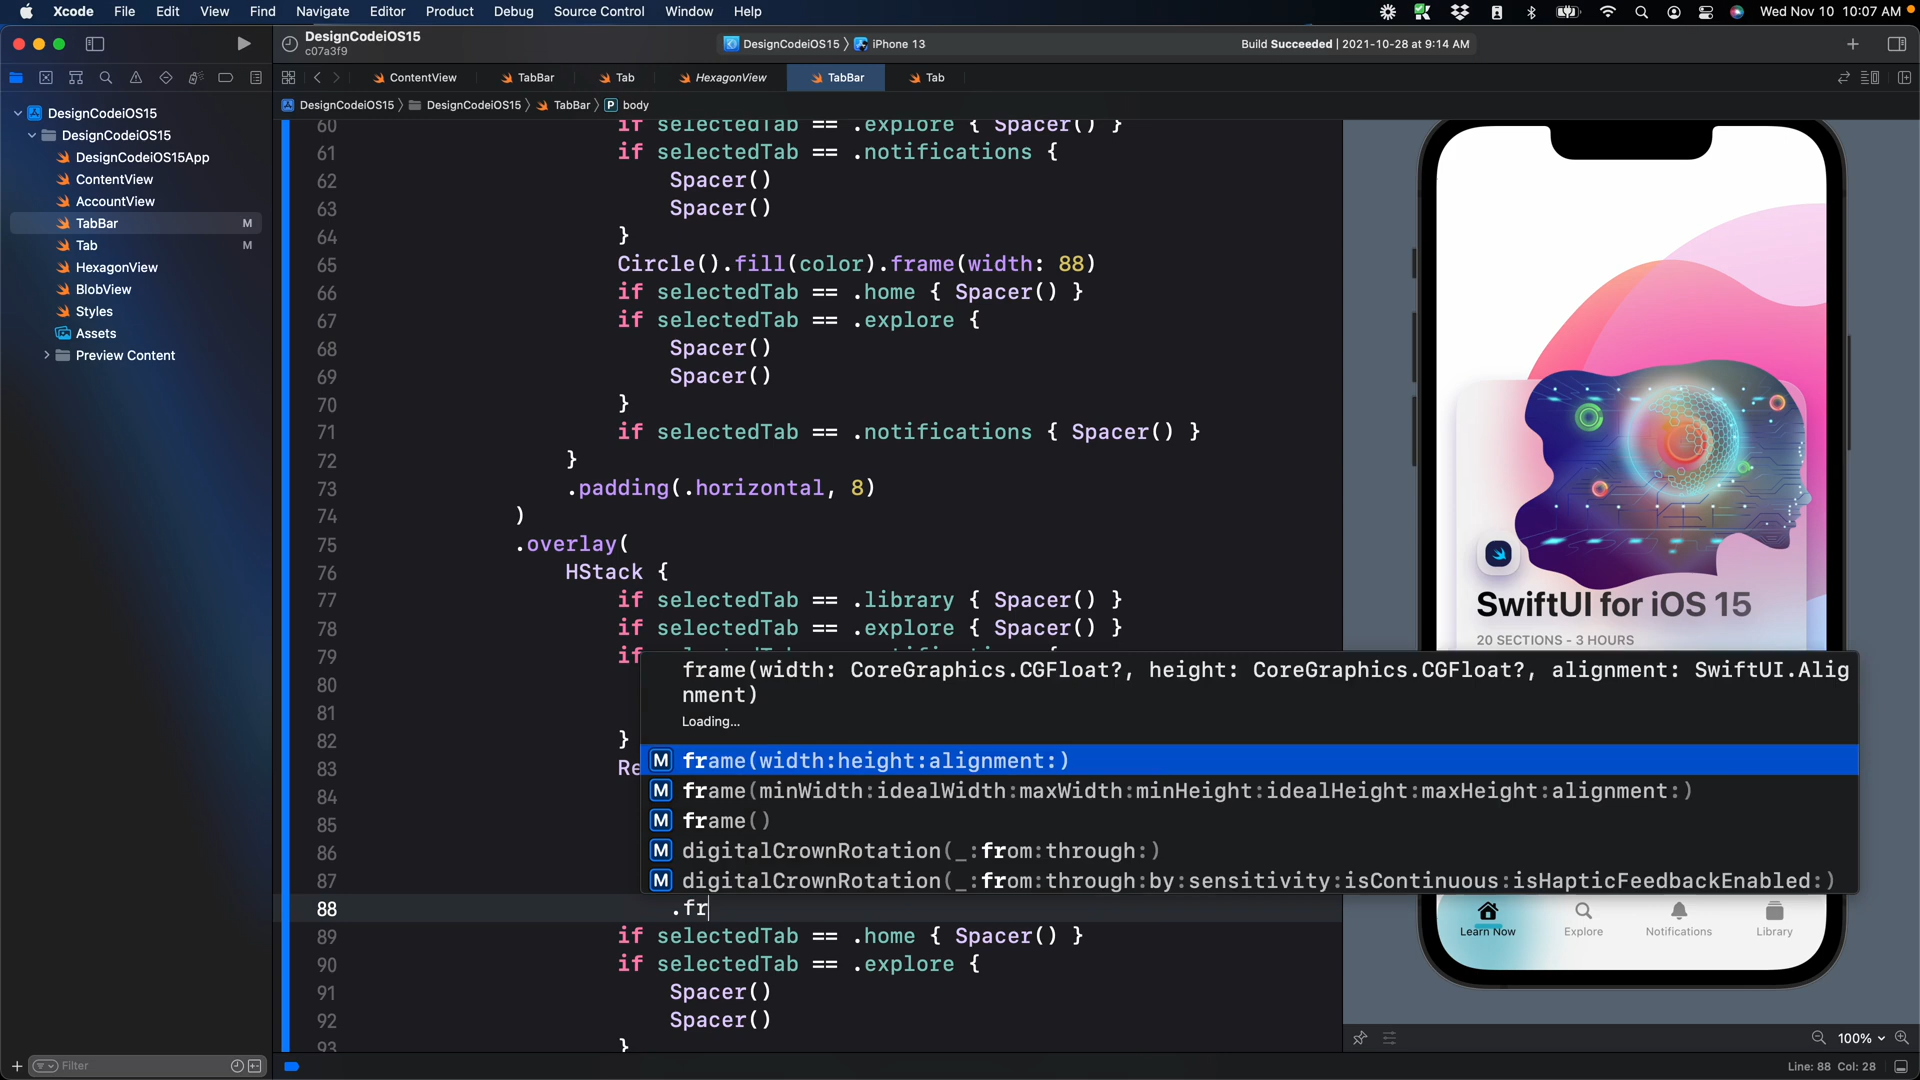 Xcode File Edit View Find Navigate Editor Product Debug Source Control Window Help
Wed Nov 10 10:07 AM
DesignCodeiOS15
c07a3f9
DesignCodeiOS15 iPhone 13
Build Succeeded | 2021-10-28 at 9:14 AM
ContentView TabBar Tab HexagonView TabBar Tab
DesignCodeiOS15 DesignCodeiOS15 TabBar P body
DesignCodeiOS15
DesignCodeiOS15
DesignCodeiOS15App
ContentView
AccountView
TabBar M
Tab M
HexagonView
BlobView
Styles
Assets
Preview Content
Filter
60 if selectedTab == .explore { Spacer() }
61 if selectedTab == .notifications {
62 Spacer()
63 Spacer()
64 }
65 Circle().fill(color).frame(width: 88)
66 if selectedTab == .home { Spacer() }
67 if selectedTab == .explore {
68 Spacer()
69 Spacer()
70 }
71 if selectedTab == .notifications { Spacer() }
72 }
73 .padding(.horizontal, 8)
74 )
75 .overlay(
76 HStack {
77 if selectedTab == .library { Spacer() }
78 if selectedTab == .explore { Spacer() }
79 if
80
81
82 }
83 Re
84
85
86
87
88 .fr
89 if selectedTab == .home { Spacer() }
90 if selectedTab == .explore {
91 Spacer()
92 Spacer()
93 }
frame(width: CoreGraphics.CGFloat?, height: CoreGraphics.CGFloat?, alignment: SwiftUI.Alig
nment)
Loading...
M frame(width:height:alignment:)
M frame(minWidth:idealWidth:maxWidth:minHeight:idealHeight:maxHeight:alignment:)
M frame()
M digitalCrownRotation(_:from:through:)
M digitalCrownRotation(_:from:through:by:sensitivity:isContinuous:isHapticFeedbackEnabled:)
SwiftUI for iOS 15
20 SECTIONS - 3 HOURS
Learn Now Explore Notifications Library
100%
Line: 88 Col: 28